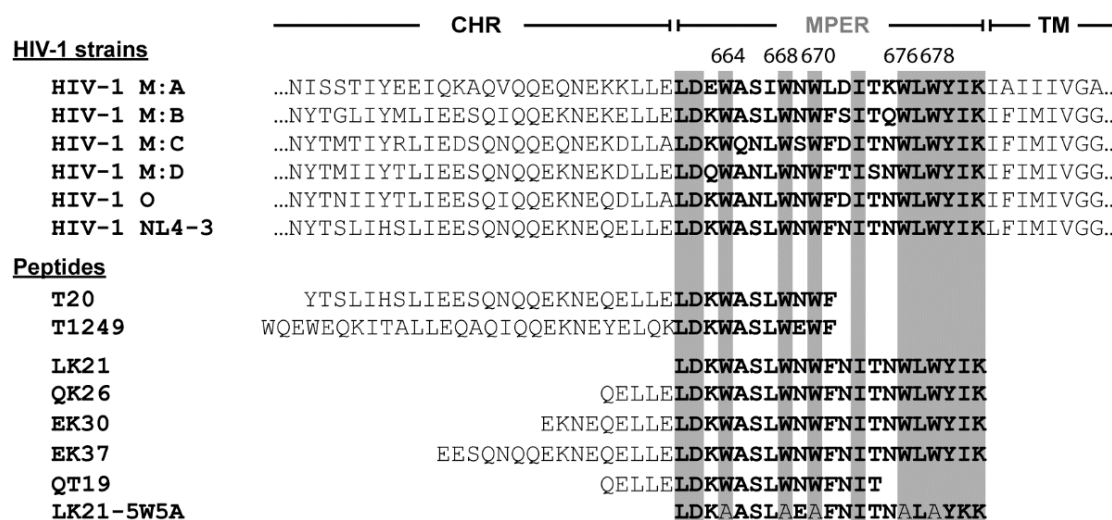 CHR MPER TM
HIV-1 strains 664 668 670 676 678
HIV-1 M:A ...NISSTIYEEIQKAQVQQEQNEKKLLELDEWASIWNWLDITKWLWYIKIAIIIVGA...
HIV-1 M:B ...NYTGLIYMLIEESQIQQEKNEKELLELDKWASLWNWFSITQWLWYIKIFIMIVGG...
HIV-1 M:C ...NYTMTIYRLIEDSQNQQEQNEKDLLALDKWQNLWSWFDITNWLWYIKIFIMIVGG...
HIV-1 M:D ...NYTMIIYTLIEESQNQQEKNEKDLLELDQWANLWNWFTISNWLWYIKIFIMIVGG...
HIV-1 O ...NYTNIIYTLIEESQIQQEKNEQDLLALDKWANLWNWFDITNWLWYIKIFIMIVGG...
HIV-1 NL4-3 ...NYTSLIHSLIEESQNQQEKNEQELLELDKWASLWNWFNITNWLWYIKLFIMIVGG...
Peptides
T20 YTSLIHSLIEESQNQQEKNEQELLELDKWASLWNWF
T1249 WQEWEQKITALLEQAQIQQEKNEYELQKLDKWASLWEWF
LK21 LDKWASLWNWFNITNWLWYIK
QK26 QELLELDKWASLWNWFNITNWLWYIK
EK30 EKNEQELLELDKWASLWNWFNITNWLWYIK
EK37 EESQNQQEKNEQELLELDKWASLWNWFNITNWLWYIK
QT19 QELLELDKWASLWNWFNIT
LK21-5W5A LDKAASLAEAFNITNALAYKK